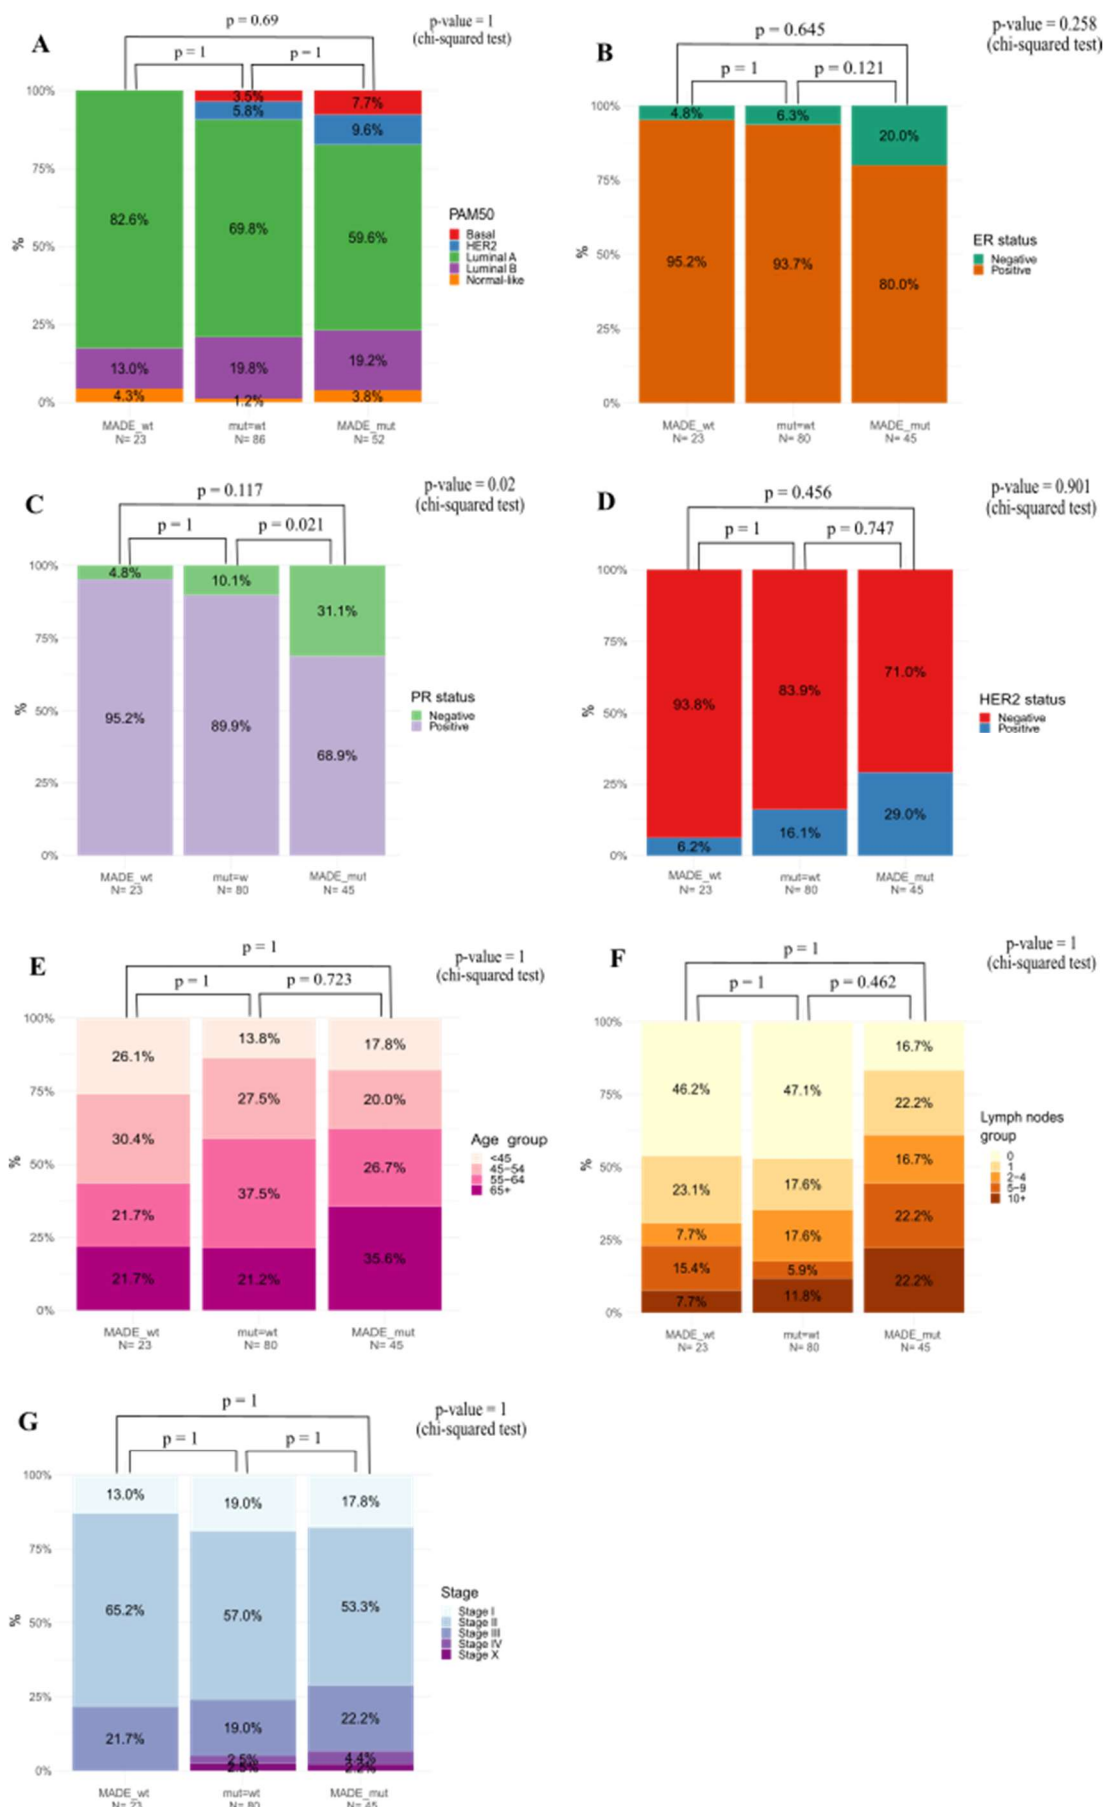 A
p = 0.69
p-value = 1
(chi-squared test)
p = 1
p = 1
100%
75%
50%
25%
0%
%
3.5%
5.8%
7.7%
9.6%
82.6%
69.8%
59.6%
13.0%
19.8%
19.2%
4.3%
1.2%
3.8%
MADE_wt
N= 23
mut=wt
N= 86
MADE_mut
N= 52
PAM50
Basal
HER2
Luminal A
Luminal B
Normal-like
B
p = 0.645
p-value = 0.258
(chi-squared test)
p = 1
p = 0.121
100%
75%
50%
25%
0%
%
4.8%
6.3%
20.0%
95.2%
93.7%
80.0%
MADE_wt
N= 23
mut=wt
N= 80
MADE_mut
N= 45
ER status
Negative
Positive
C
p = 0.117
p-value = 0.02
(chi-squared test)
p = 1
p = 0.021
100%
75%
50%
25%
0%
%
4.8%
10.1%
31.1%
95.2%
89.9%
68.9%
MADE_wt
N= 23
mut=w
N= 80
MADE_mut
N= 45
PR status
Negative
Positive
D
p = 0.456
p-value = 0.901
(chi-squared test)
p = 1
p = 0.747
100%
75%
50%
25%
0%
%
93.8%
83.9%
71.0%
6.2%
16.1%
29.0%
MADE_wt
N= 23
mut=wt
N= 80
MADE_mut
N= 45
HER2 status
Negative
Positive
E
p = 1
p-value = 1
(chi-squared test)
p = 1
p = 0.723
100%
75%
50%
25%
0%
%
26.1%
13.8%
17.8%
30.4%
27.5%
20.0%
21.7%
37.5%
26.7%
21.7%
21.2%
35.6%
MADE_wt
N= 23
mut=wt
N= 80
MADE_mut
N= 45
Age group
<45
45-54
55-64
65+
F
p = 1
p-value = 1
(chi-squared test)
p = 1
p = 0.462
100%
75%
50%
25%
0%
%
46.2%
47.1%
16.7%
22.2%
23.1%
17.6%
16.7%
7.7%
17.6%
22.2%
15.4%
5.9%
7.7%
11.8%
22.2%
MADE_wt
N= 23
mut=wt
N= 80
MADE_mut
N= 45
Lymph nodes
group
0
1
2-4
5-9
10+
G
p = 1
p-value = 1
(chi-squared test)
p = 1
p = 1
100%
75%
50%
25%
0%
%
13.0%
19.0%
17.8%
65.2%
57.0%
53.3%
21.7%
19.0%
22.2%
2.5%
4.4%
2.5%
2.2%
MADE_wt
N= 23
mut=wt
N= 80
MADE_mut
N= 45
Stage
Stage I
Stage II
Stage III
Stage IV
Stage X